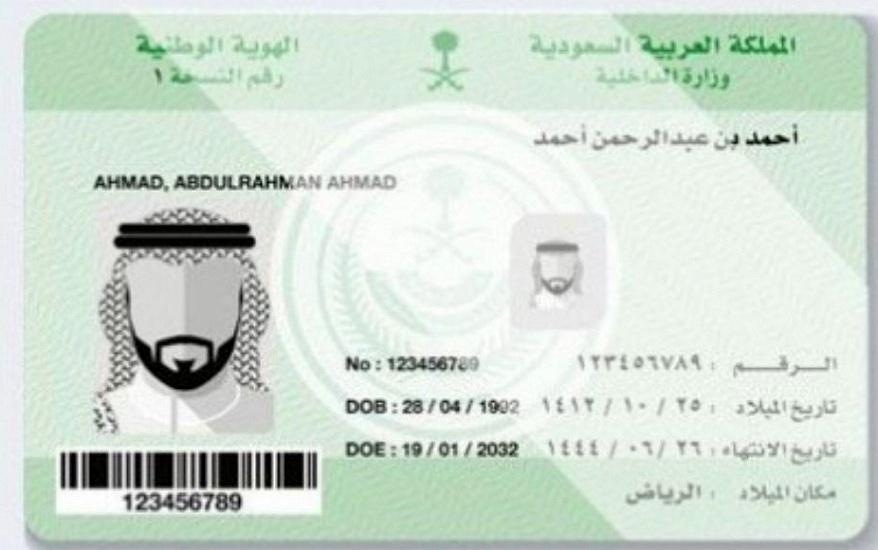 المملكة العربية السعودية
وزارة الداخلية
الهوية الوطنية
رقم النسخة ١
أحمد بن عبدالرحمن أحمد
AHMAD, ABDULRAHMAN AHMAD
الرقم : ١٢٣٤٥٦٧٨٩
No : 123456789
تاريخ الميلاد : ٢٥ / ١٠ / ١٤١٢
DOB : 28 / 04 / 1992
تاريخ الانتهاء : ٢٦ / ٠٦ / ١٤٤٤
DOE : 19 / 01 / 2032
مكان الميلاد : الرياض
123456789